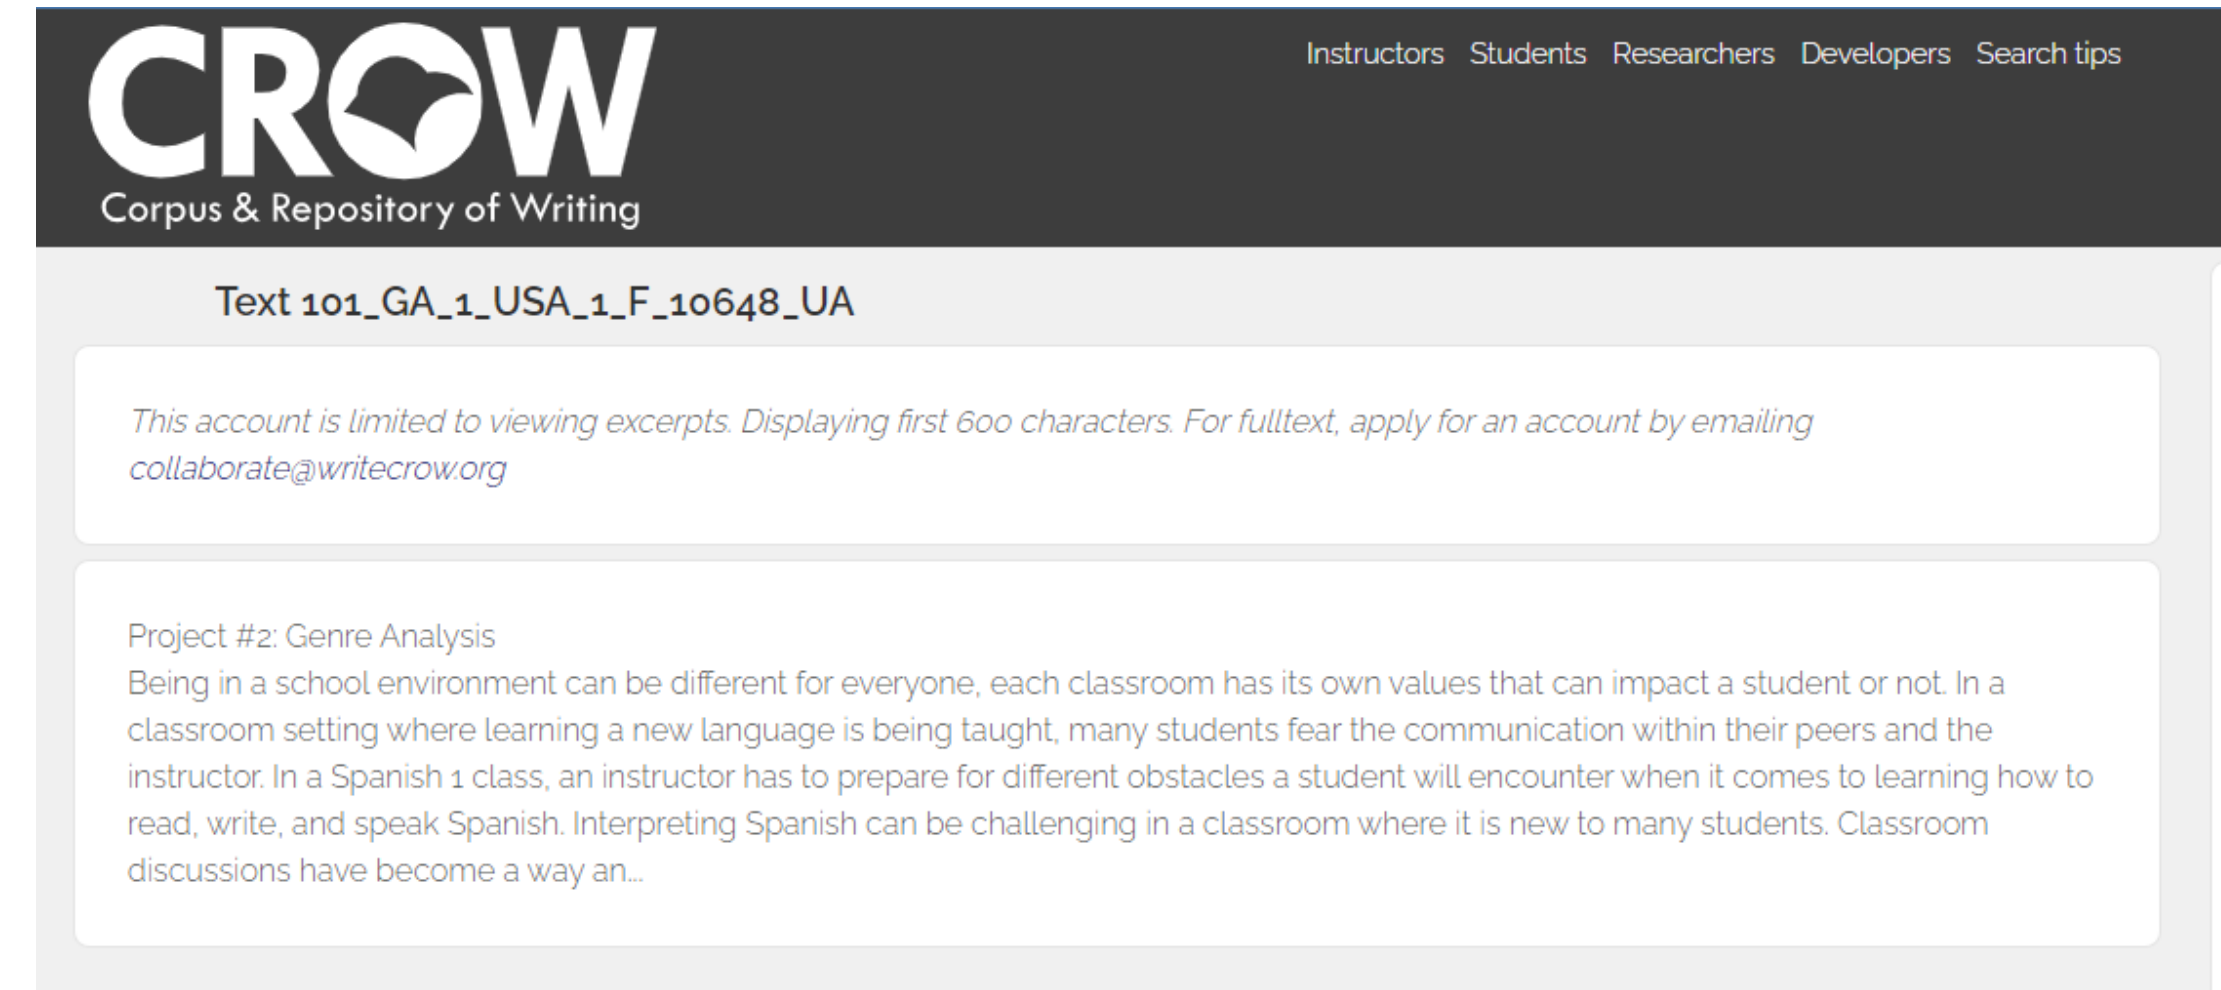 CROW
Corpus & Repository of Writing
Instructors Students Researchers Developers Search tips
Text 101_GA_1_USA_1_F_10648_UA
This account is limited to viewing excerpts. Displaying first 600 characters. For fulltext, apply for an account by emailing
collaborate@writecrow.org
Project #2: Genre Analysis
Being in a school environment can be different for everyone, each classroom has its own values that can impact a student or not. In a
classroom setting where learning a new language is being taught, many students fear the communication within their peers and the
instructor. In a Spanish 1 class, an instructor has to prepare for different obstacles a student will encounter when it comes to learning how to
read, write, and speak Spanish. Interpreting Spanish can be challenging in a classroom where it is new to many students. Classroom
discussions have become a way an...